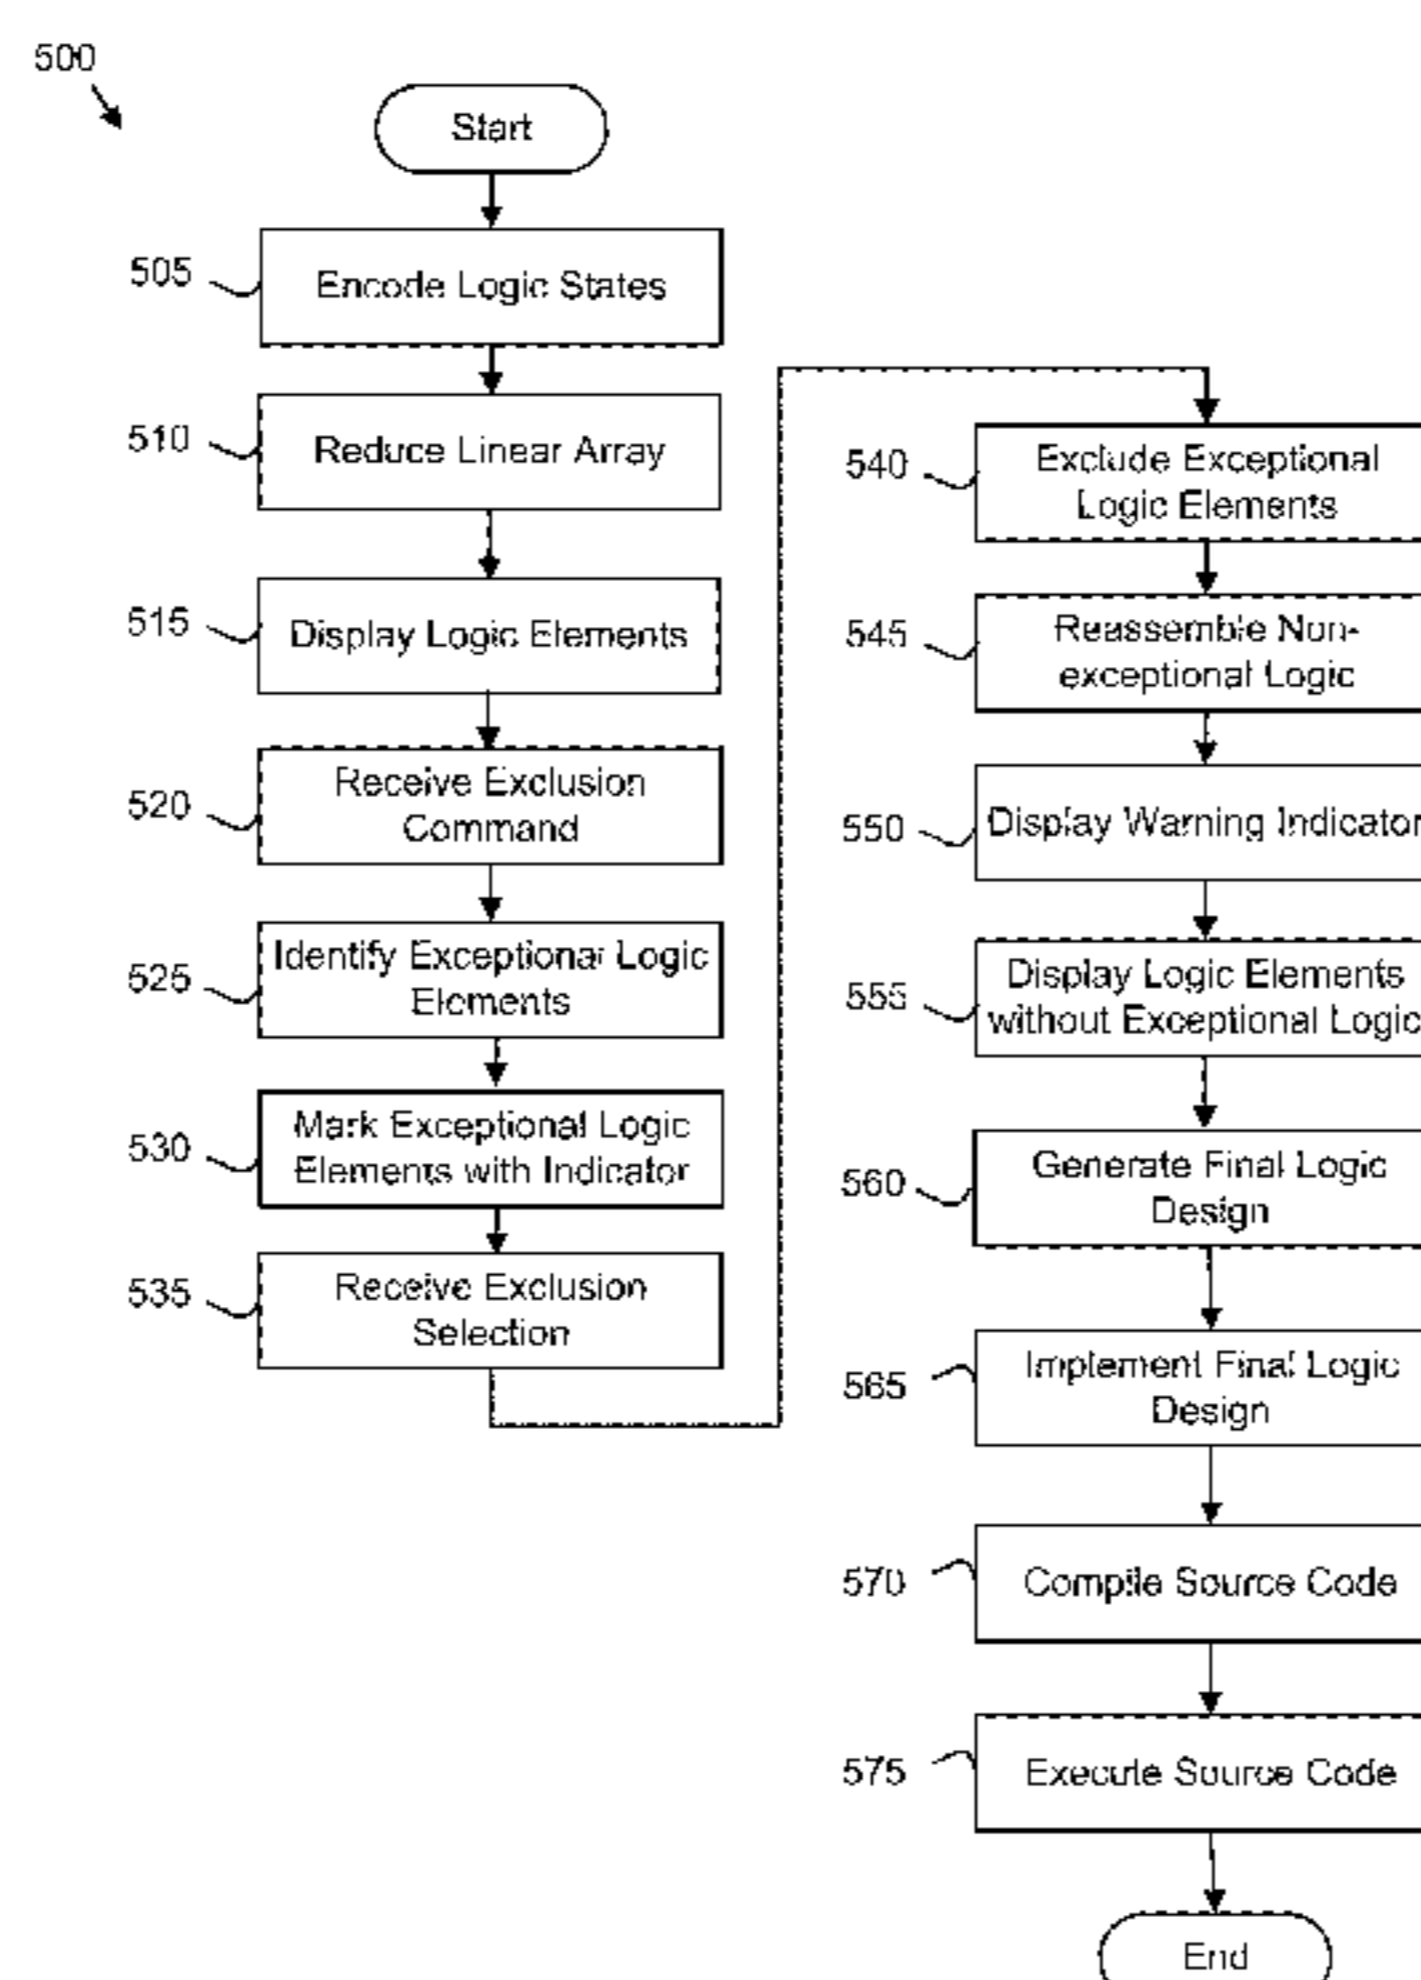 500
Start
505
Encode Logic States
510
Reduce Linear Array
515
Display Logic Elements
520
Receive Exclusion
Command
525
Identify Exceptional Logic
Elements
530
Mark Exceptional Logic
Elements with Indicator
535
Receive Exclusion
Selection
540
Exclude Exceptional
Logic Elements
545
Reassemble Non-
exceptional Logic
550
Display Warning Indicator
555
Display Logic Elements
without Exceptional Logic
560
Generate Final Logic
Design
565
Implement Final Logic
Design
570
Compile Source Code
575
Execute Source Code
End